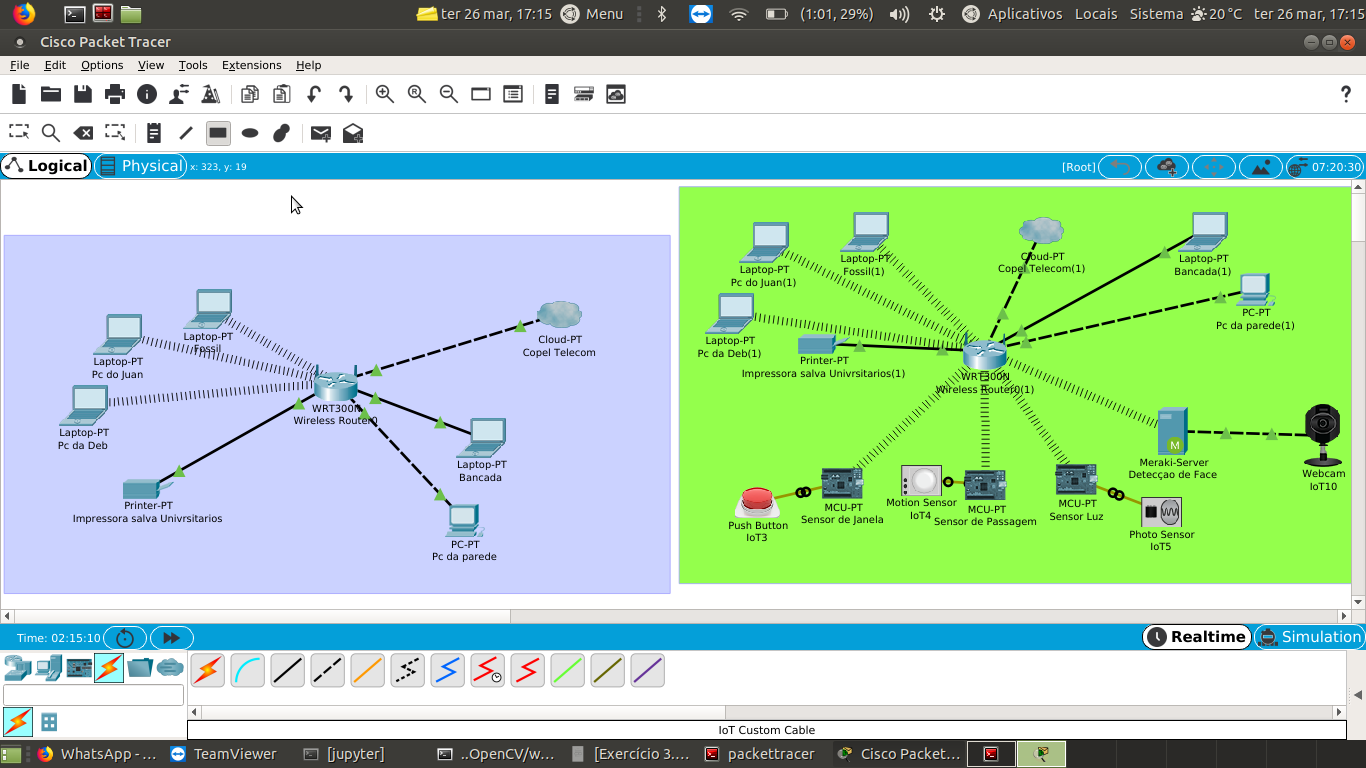 ter 26 mar, 17:15
Menu
(1:01, 29%)
Aplicativos
Locais
Sistema
20 °C
ter 26 mar, 17:15
Cisco Packet Tracer
File Edit Options View Tools Extensions Help
?
Logical
Physical
x: 323, y: 19
[Root]
07:20:30
Laptop-PT
Fossil
Laptop-PT
Pc do Juan
Laptop-PT
Pc da Deb
Printer-PT
Impressora salva Univrsitarios
WRT300N
Wireless Router0
Cloud-PT
Copel Telecom
Laptop-PT
Bancada
PC-PT
Pc da parede
Laptop-PT
Pc do Juan(1)
Laptop-PT
Fossil(1)
Cloud-PT
Copel Telecom(1)
Laptop-PT
Bancada(1)
PC-PT
Pc da parede(1)
Laptop-PT
Pc da Deb(1)
Printer-PT
Impressora salva Univrsitarios(1)
WRT300N
Wireless Router0(1)
M
Meraki-Server
Detecçao de Face
Webcam
IoT10
Push Button
IoT3
MCU-PT
Sensor de Janela
Motion Sensor
IoT4
MCU-PT
Sensor de Passagem
MCU-PT
Sensor Luz
Photo Sensor
IoT5
Time: 02:15:10
Realtime
Simulation
IoT Custom Cable
WhatsApp - ...
TeamViewer
[jupyter]
..OpenCV/w...
[Exercício 3....
packettracer
Cisco Packet...